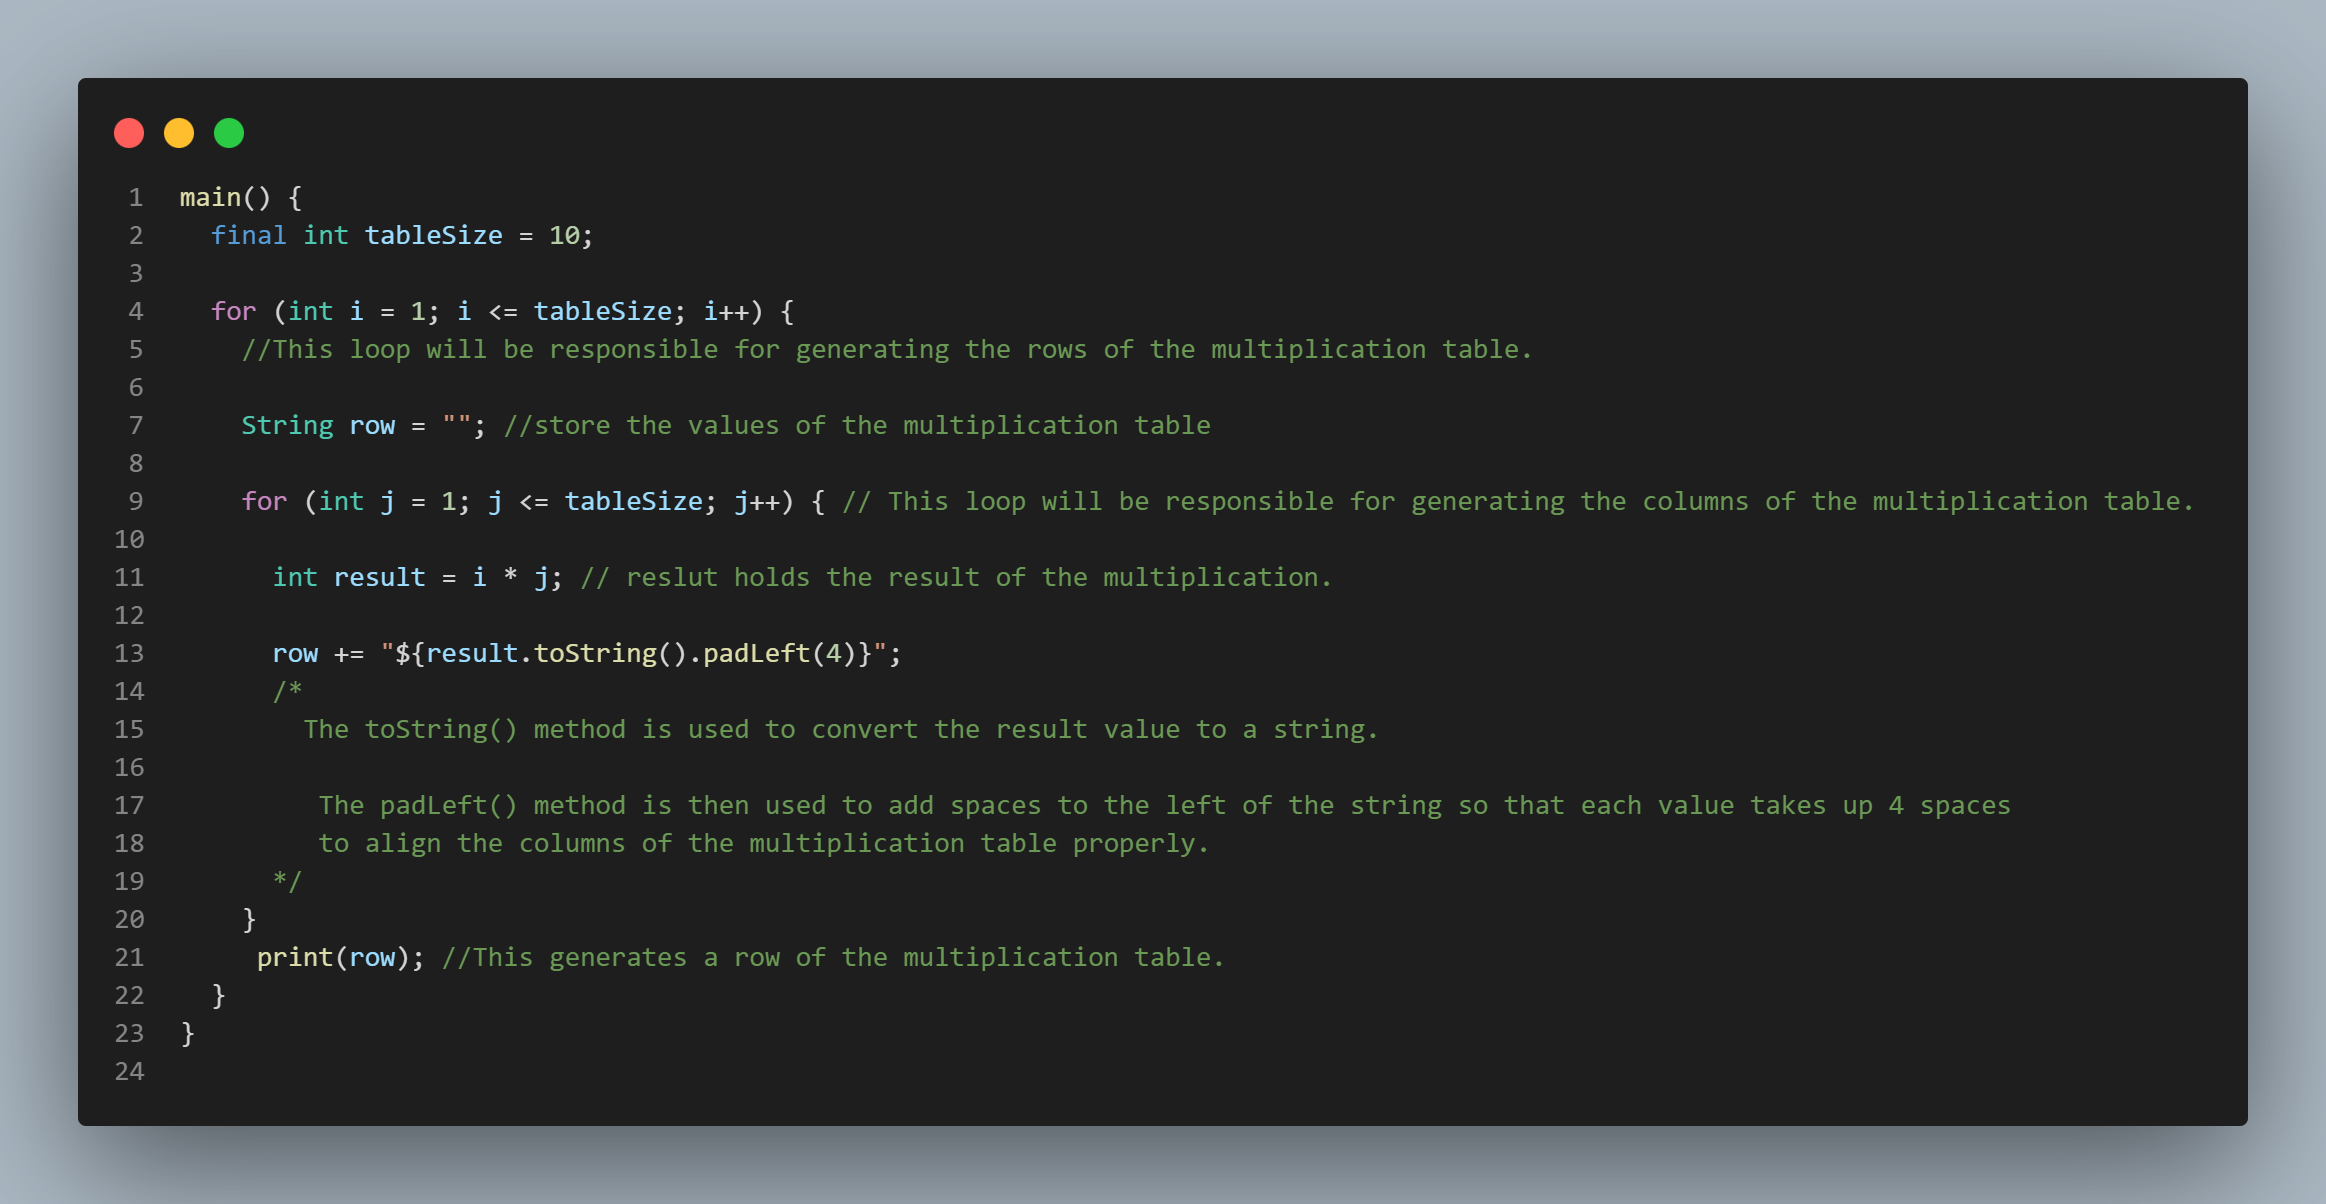 1 main() {
2   final int tableSize = 10;
3
4   for (int i = 1; i <= tableSize; i++) {
5     //This loop will be responsible for generating the rows of the multiplication table.
6
7     String row = ""; //store the values of the multiplication table
8
9     for (int j = 1; j <= tableSize; j++) { // This loop will be responsible for generating the columns of the multiplication table.
10
11       int result = i * j; // reslut holds the result of the multiplication.
12
13       row += "${result.toString().padLeft(4)}";
14       /*
15         The toString() method is used to convert the result value to a string.
16
17          The padLeft() method is then used to add spaces to the left of the string so that each value takes up 4 spaces
18          to align the columns of the multiplication table properly.
19       */
20     }
21      print(row); //This generates a row of the multiplication table.
22   }
23 }
24